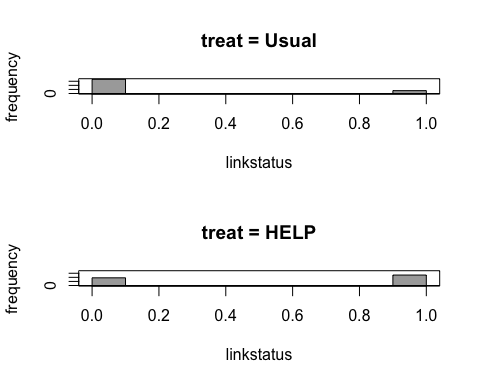 treat = Usual
frequency
0
0.0 0.2 0.4 0.6 0.8 1.0
linkstatus
treat = HELP
frequency
0
0.0 0.2 0.4 0.6 0.8 1.0
linkstatus